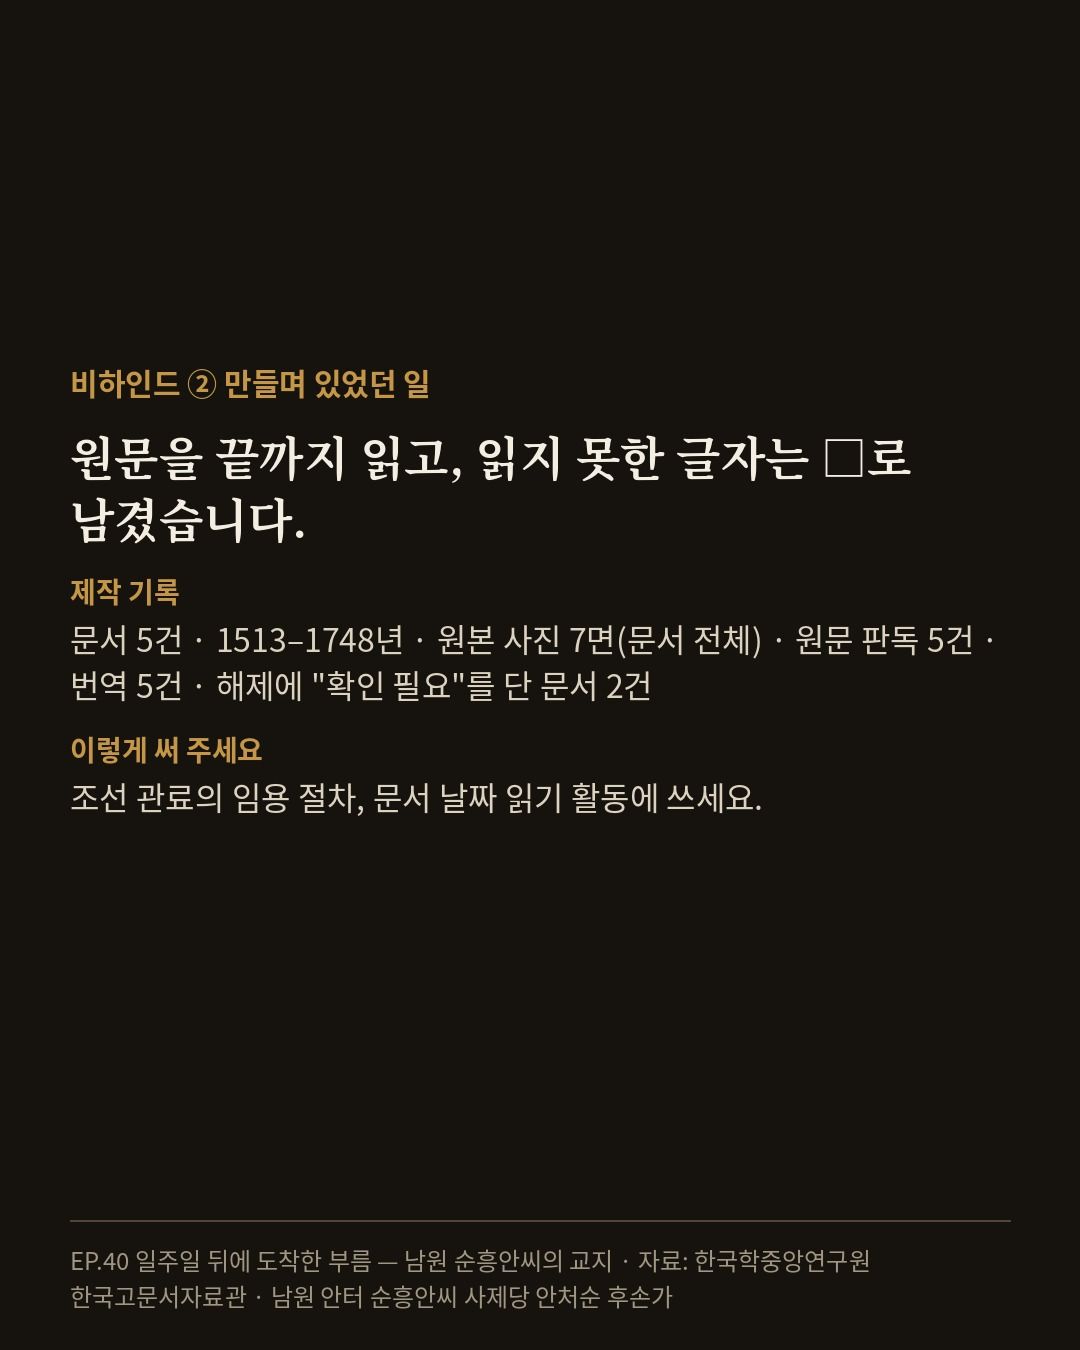 비하인드 ② 만들며 있었던 일
원문을 끝까지 읽고, 읽지 못한 글자는 □로
남겼습니다.
제작 기록
문서 5건 · 1513–1748년 · 원본 사진 7면(문서 전체) · 원문 판독 5건 ·
번역 5건 · 해제에 "확인 필요"를 단 문서 2건
이렇게 써 주세요
조선 관료의 임용 절차, 문서 날짜 읽기 활동에 쓰세요.
EP.40 일주일 뒤에 도착한 부름 — 남원 순흥안씨의 교지 · 자료: 한국학중앙연구원
한국고문서자료관 · 남원 안터 순흥안씨 사제당 안처순 후손가